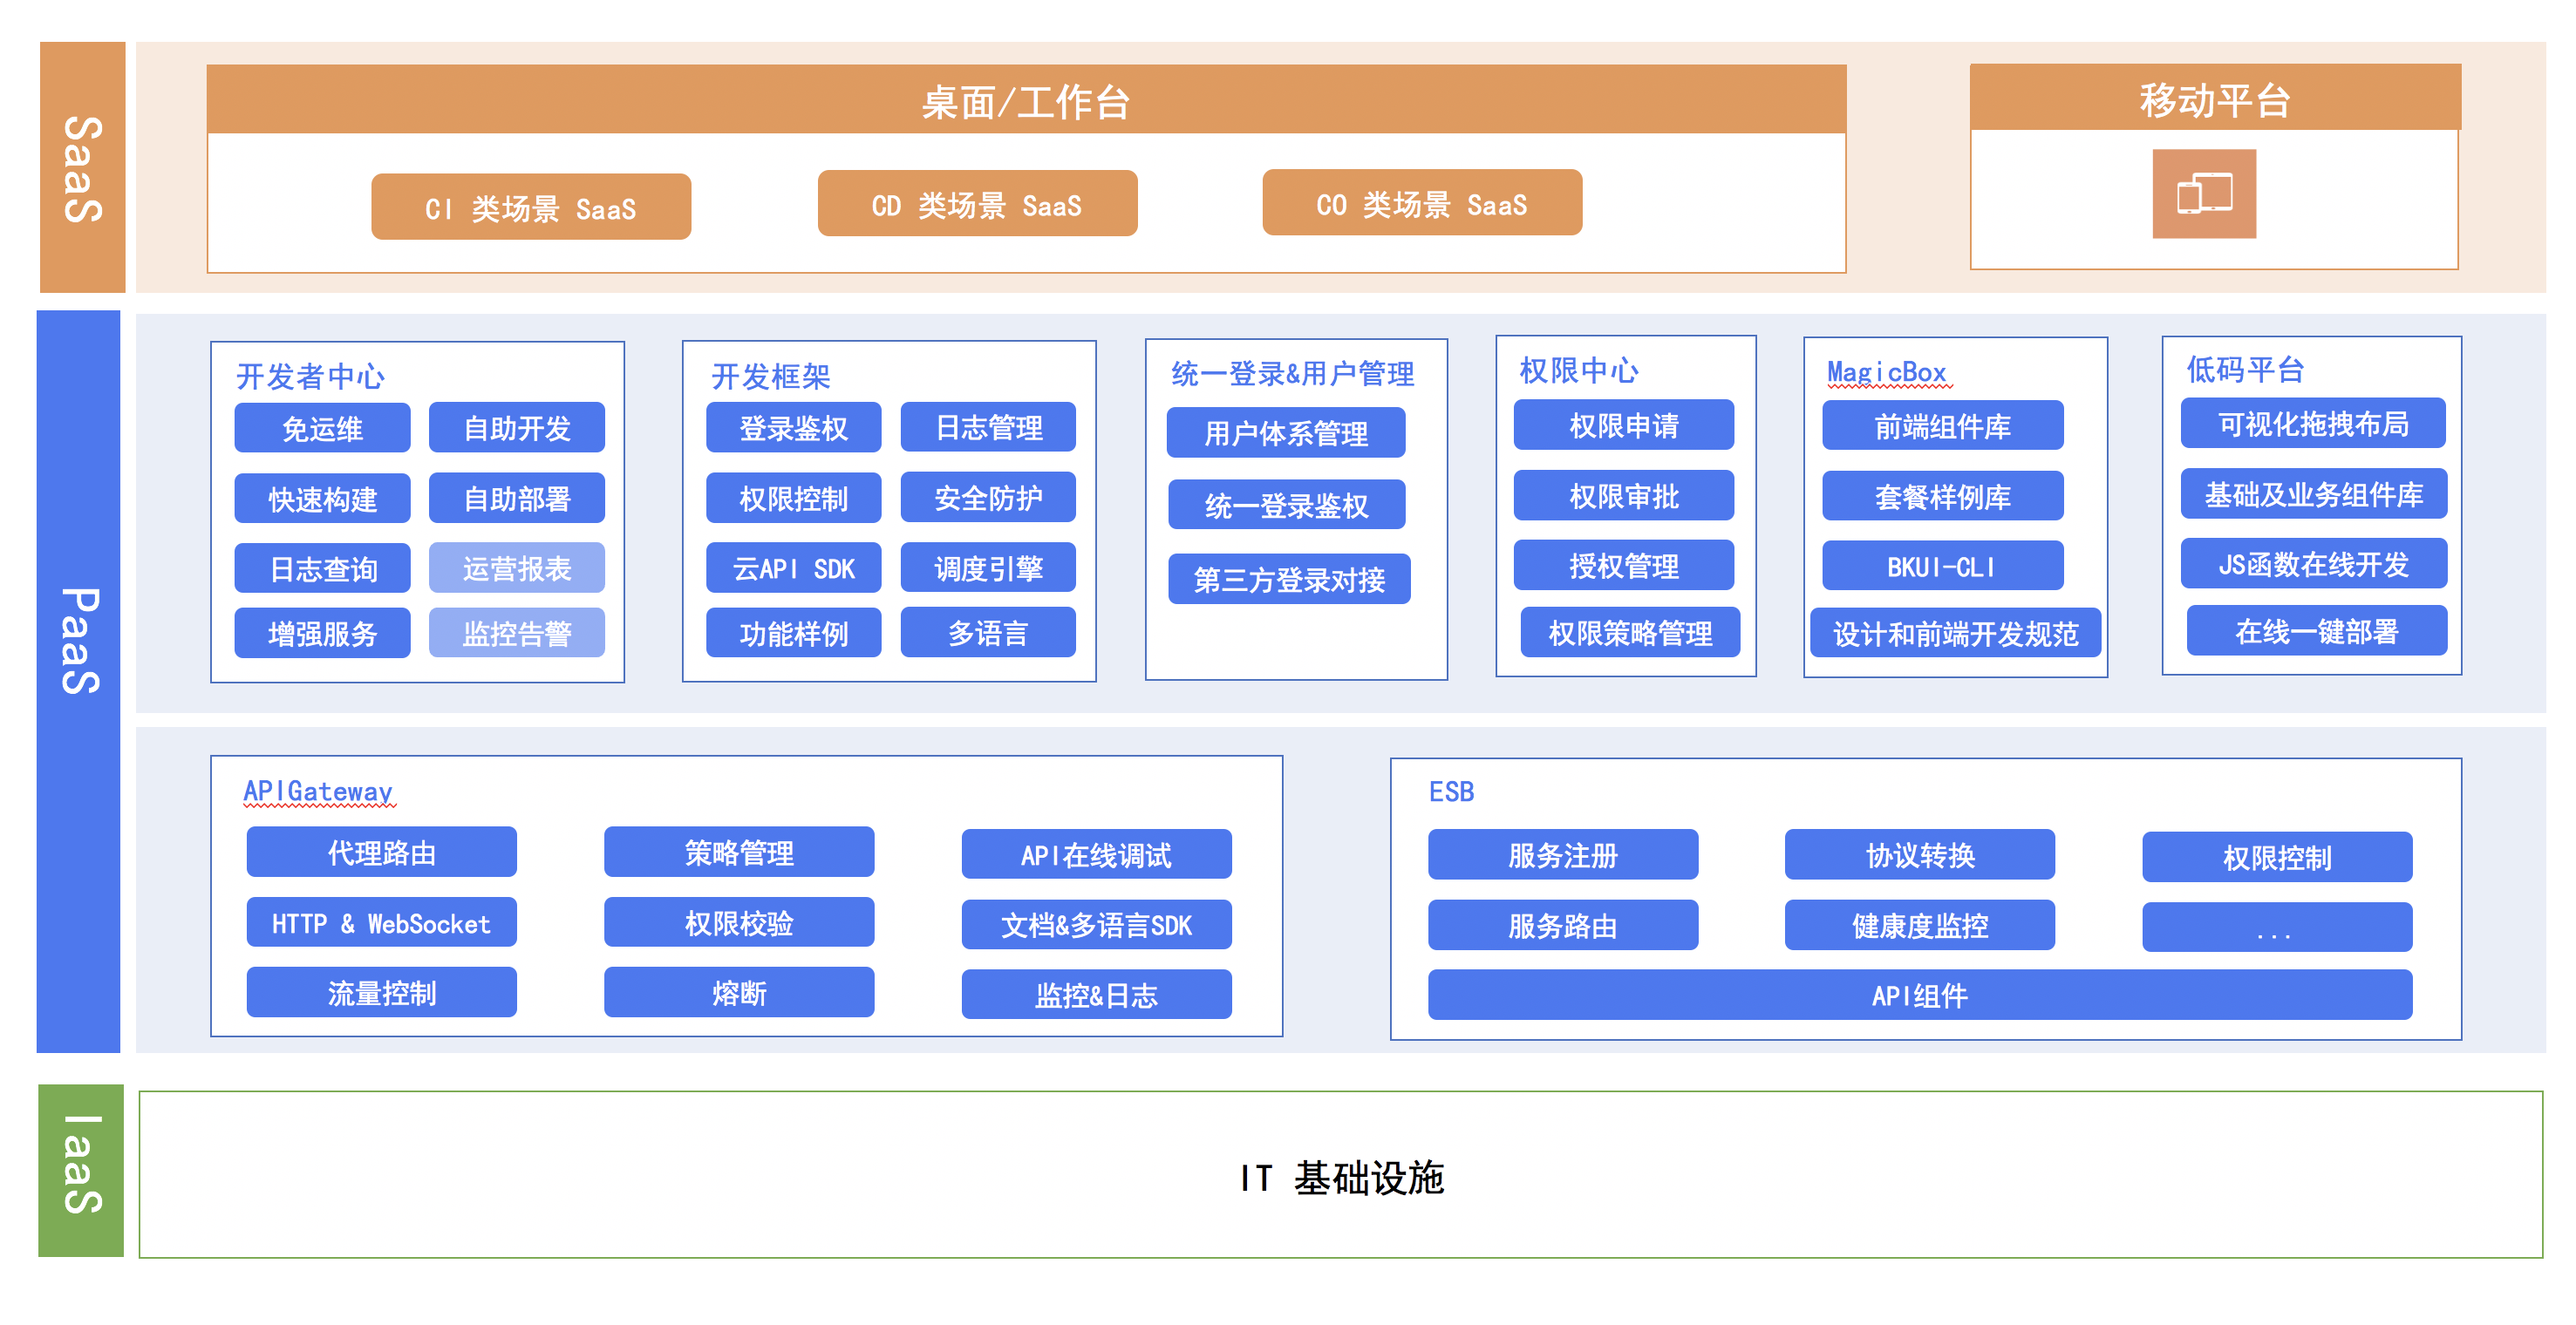 SaaS
桌面/工作台
移动平台
CI 类场景 SaaS
CD 类场景 SaaS
CO 类场景 SaaS
PaaS
开发者中心
免运维
自助开发
快速构建
自助部署
日志查询
运营报表
增强服务
监控告警
开发框架
登录鉴权
日志管理
权限控制
安全防护
云API SDK
调度引擎
功能样例
多语言
统一登录&用户管理
用户体系管理
统一登录鉴权
第三方登录对接
权限中心
权限申请
权限审批
授权管理
权限策略管理
MagicBox
前端组件库
套餐样例库
BKUI-CLI
设计和前端开发规范
低码平台
可视化拖拽布局
基础及业务组件库
JS函数在线开发
在线一键部署
APIGateway
代理路由
策略管理
API在线调试
HTTP & WebSocket
权限校验
文档&多语言SDK
流量控制
熔断
监控&日志
ESB
服务注册
协议转换
权限控制
服务路由
健康度监控
...
API组件
IaaS
IT 基础设施